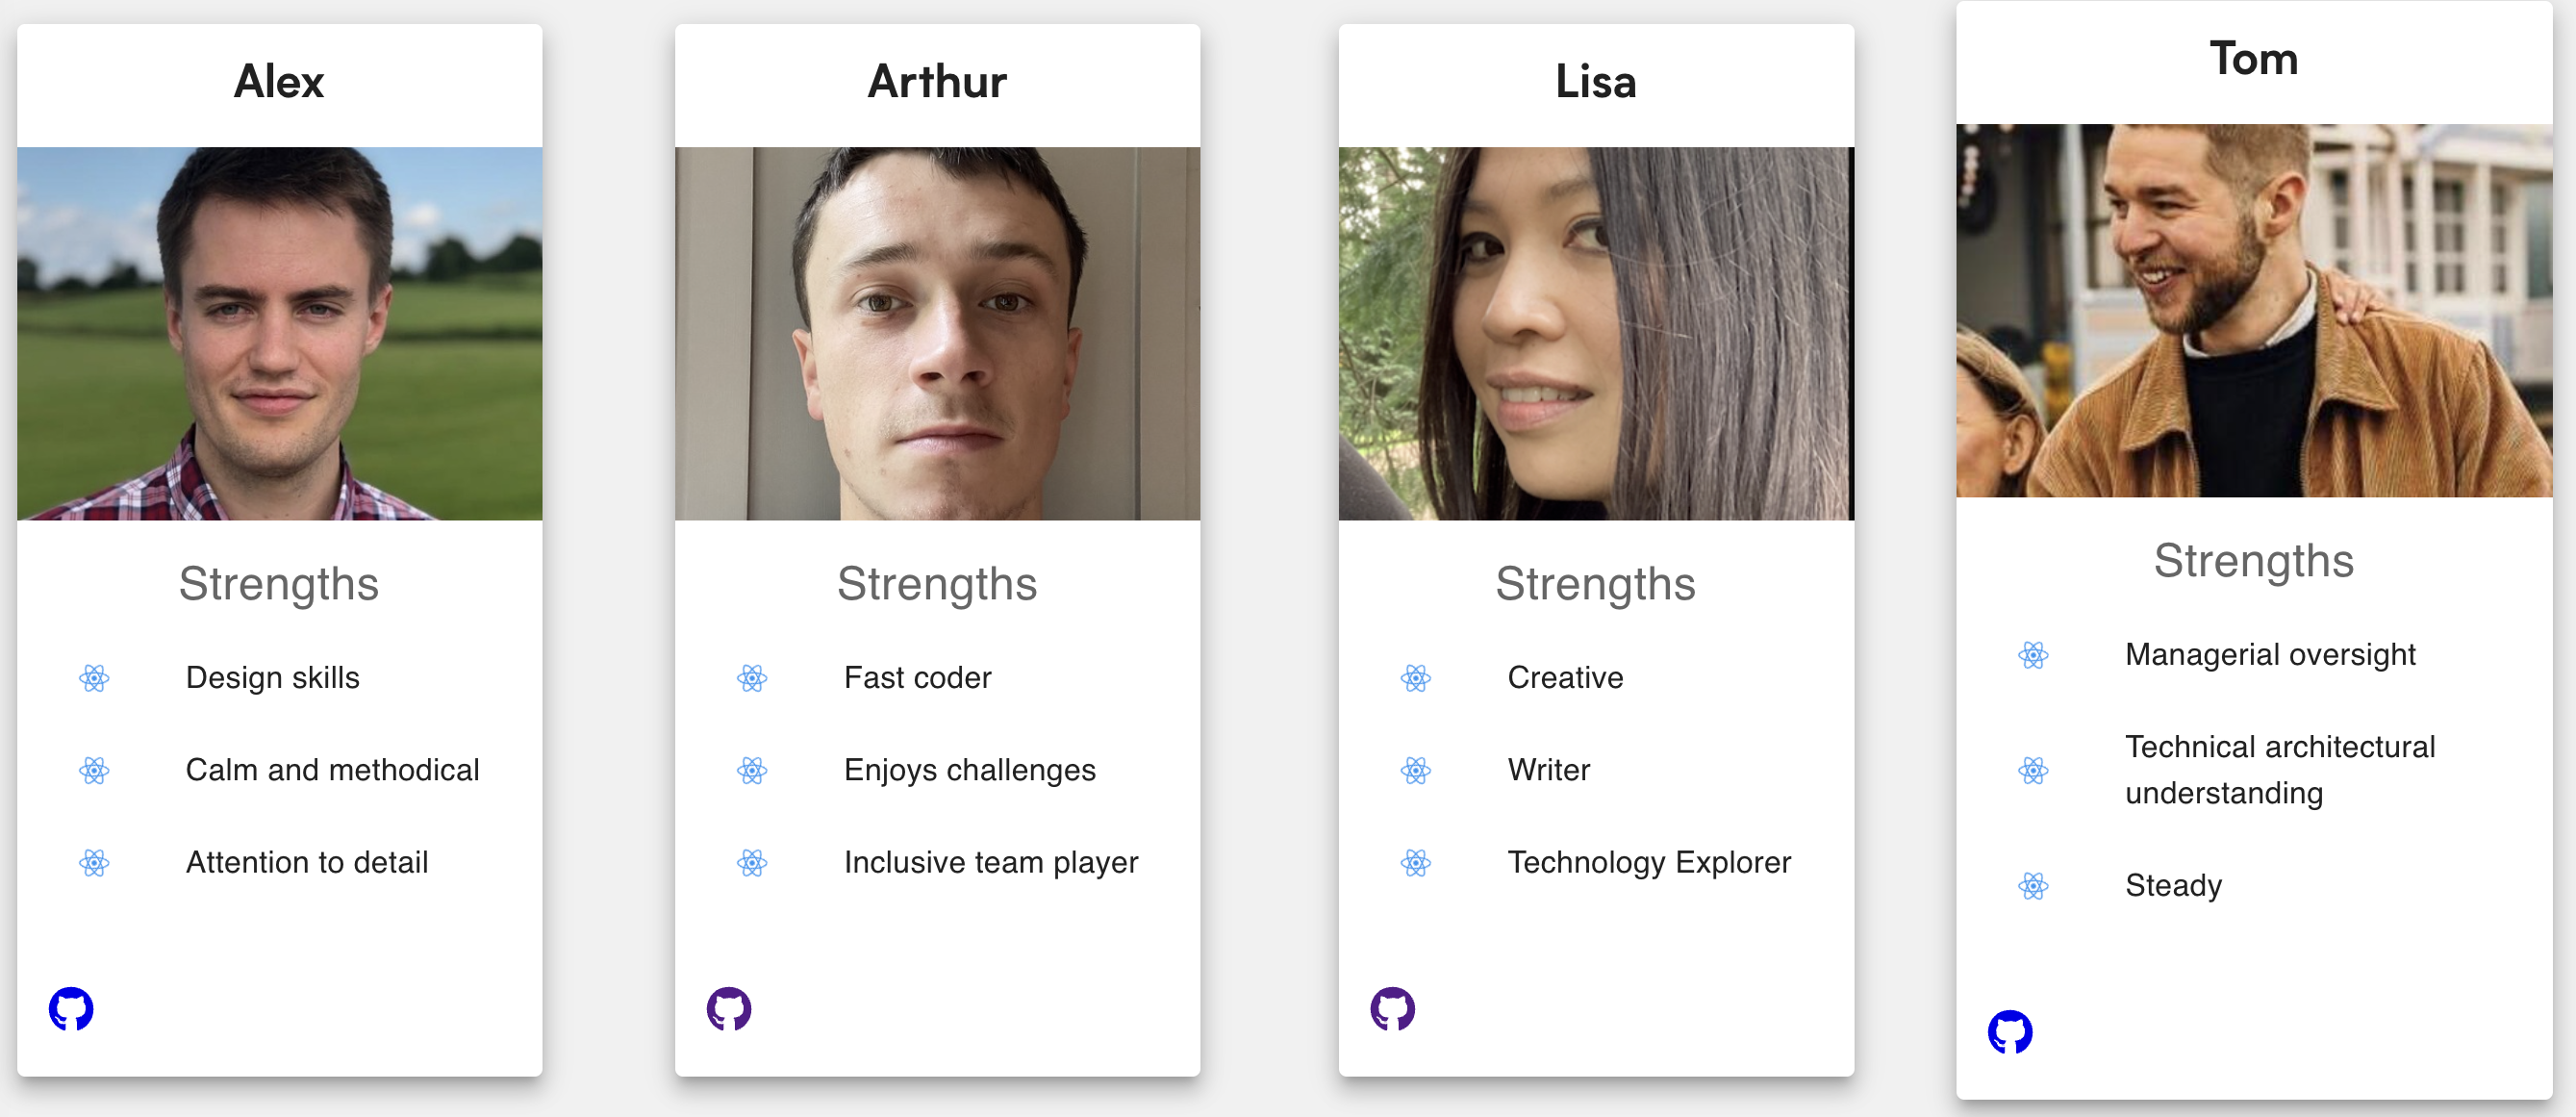 Alex
Strengths
Design skills
Calm and methodical
Attention to detail
Arthur
Strengths
Fast coder
Enjoys challenges
Inclusive team player
Lisa
Strengths
Creative
Writer
Technology Explorer
Tom
Strengths
Managerial oversight
Technical architectural
understanding
Steady